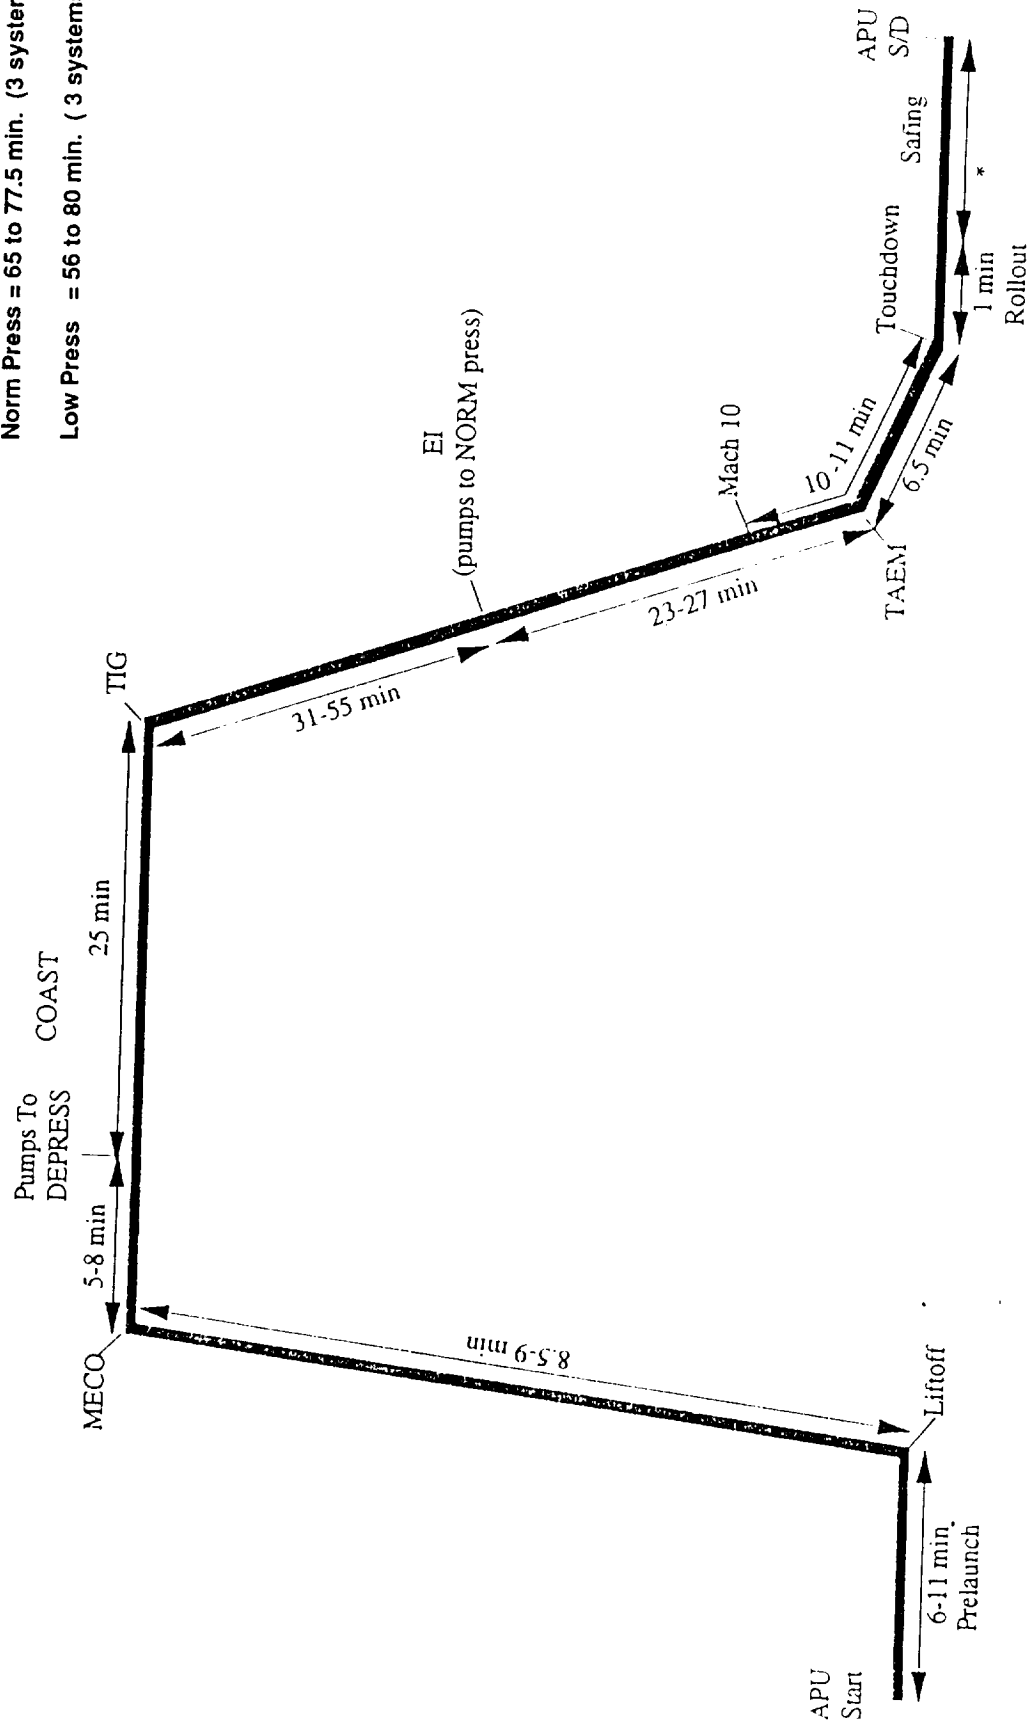 Norm Press = 65 to 77.5 min. (3 system
Low Press = 56 to 80 min. ( 3 system
Pumps To
DEPRESS
COAST
5-8 min
25 min
MECO
TIG
8.5-9 min
31-55 min
EI
(pumps to NORM press)
23-27 min
Mach 10
10 -11 min
TAEM
6.5 min
Touchdown
Safing
APU
S/D
*
1 min
Rollout
APU
Start
6-11 min.
Prelaunch
Liftoff